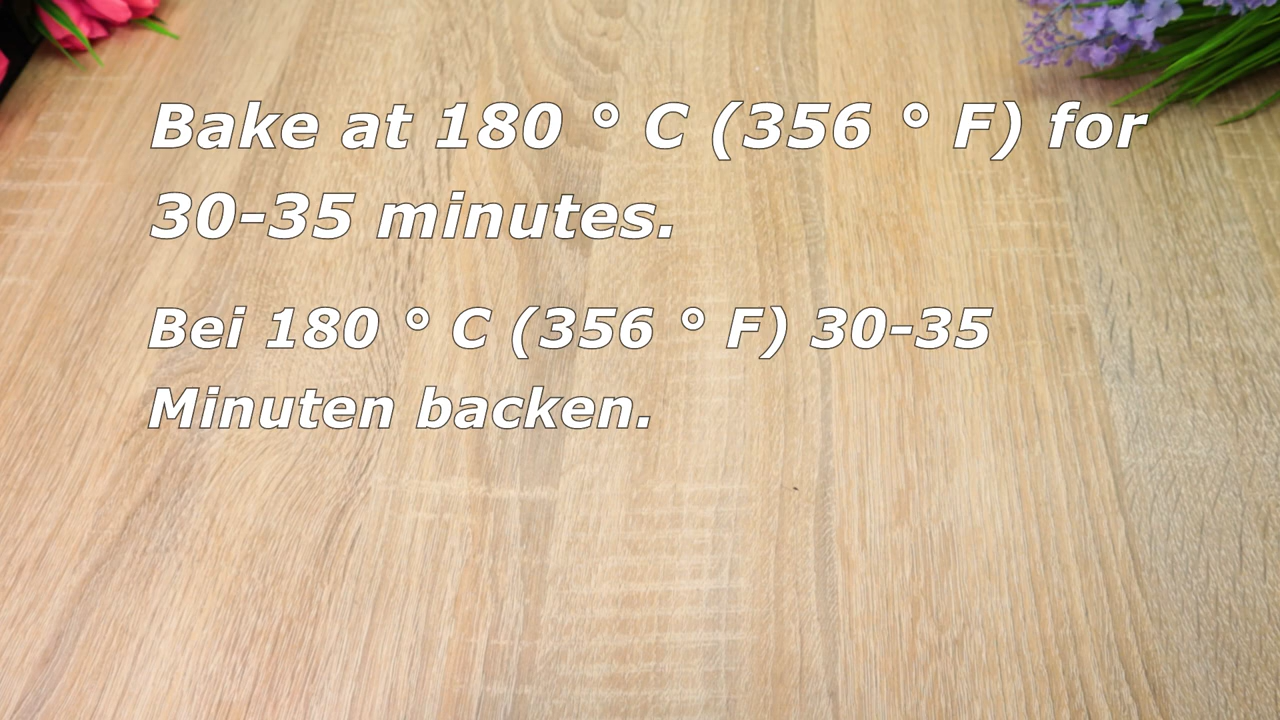 Bake at 180 ° C (356 ° F) for
30-35 minutes.
Bei 180 ° C (356 ° F) 30-35
Minuten backen.